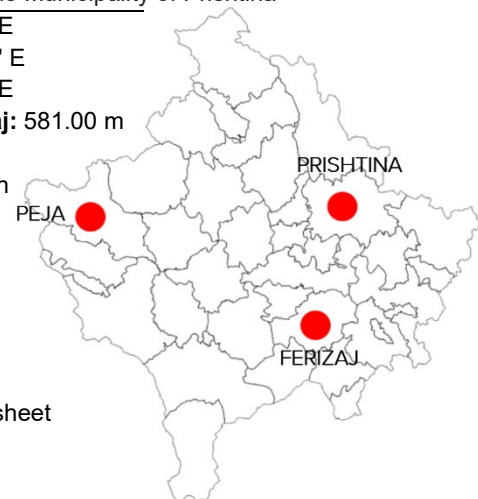 Municipality of Prishtina
E
E
E
j: 581.00 m
PRISHTINA
PEJA
FERIZAJ
sheet